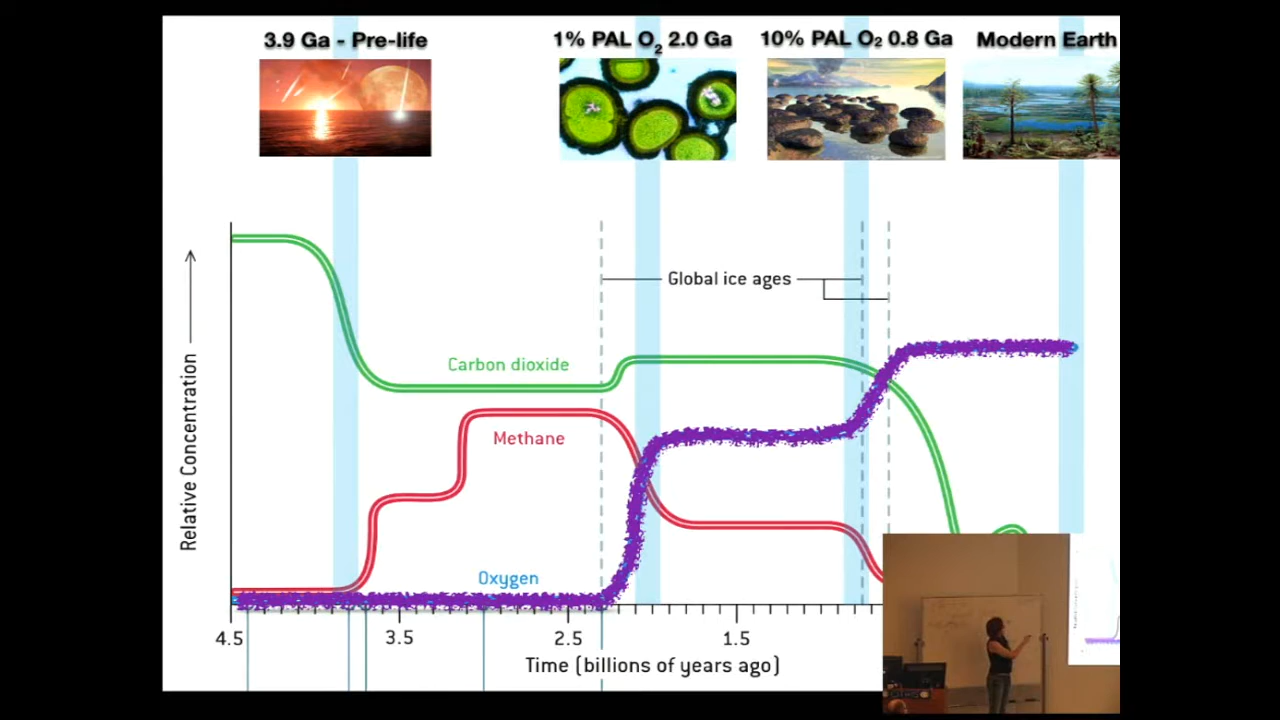 3.9 Ga - Pre-life
1% PAL O2 2.0 Ga
10% PAL O2 0.8 Ga
Modern Earth
Global ice ages
Carbon dioxide
Methane
Oxygen
Relative Concentration
4.5
3.5
2.5
1.5
Time (billions of years ago)